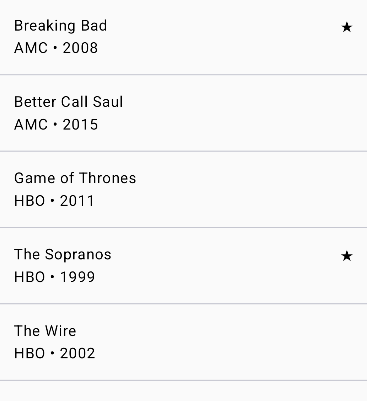 Breaking Bad ★
AMC • 2008
Better Call Saul
AMC • 2015
Game of Thrones
HBO • 2011
The Sopranos ★
HBO • 1999
The Wire
HBO • 2002